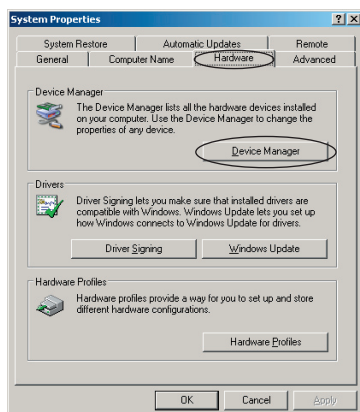 System Properties
System Restore Automatic Updates Remote
General Computer Name Hardware Advanced
Device Manager
The Device Manager lists all the hardware devices installed
on your computer. Use the Device Manager to change the
properties of any device.
Device Manager
Drivers
Driver Signing lets you make sure that installed drivers are
compatible with Windows. Windows Update lets you set up
how Windows connects to Windows Update for drivers.
Driver Signing Windows Update
Hardware Profiles
Hardware profiles provide a way for you to set up and store
different hardware configurations.
Hardware Profiles
OK Cancel Apply